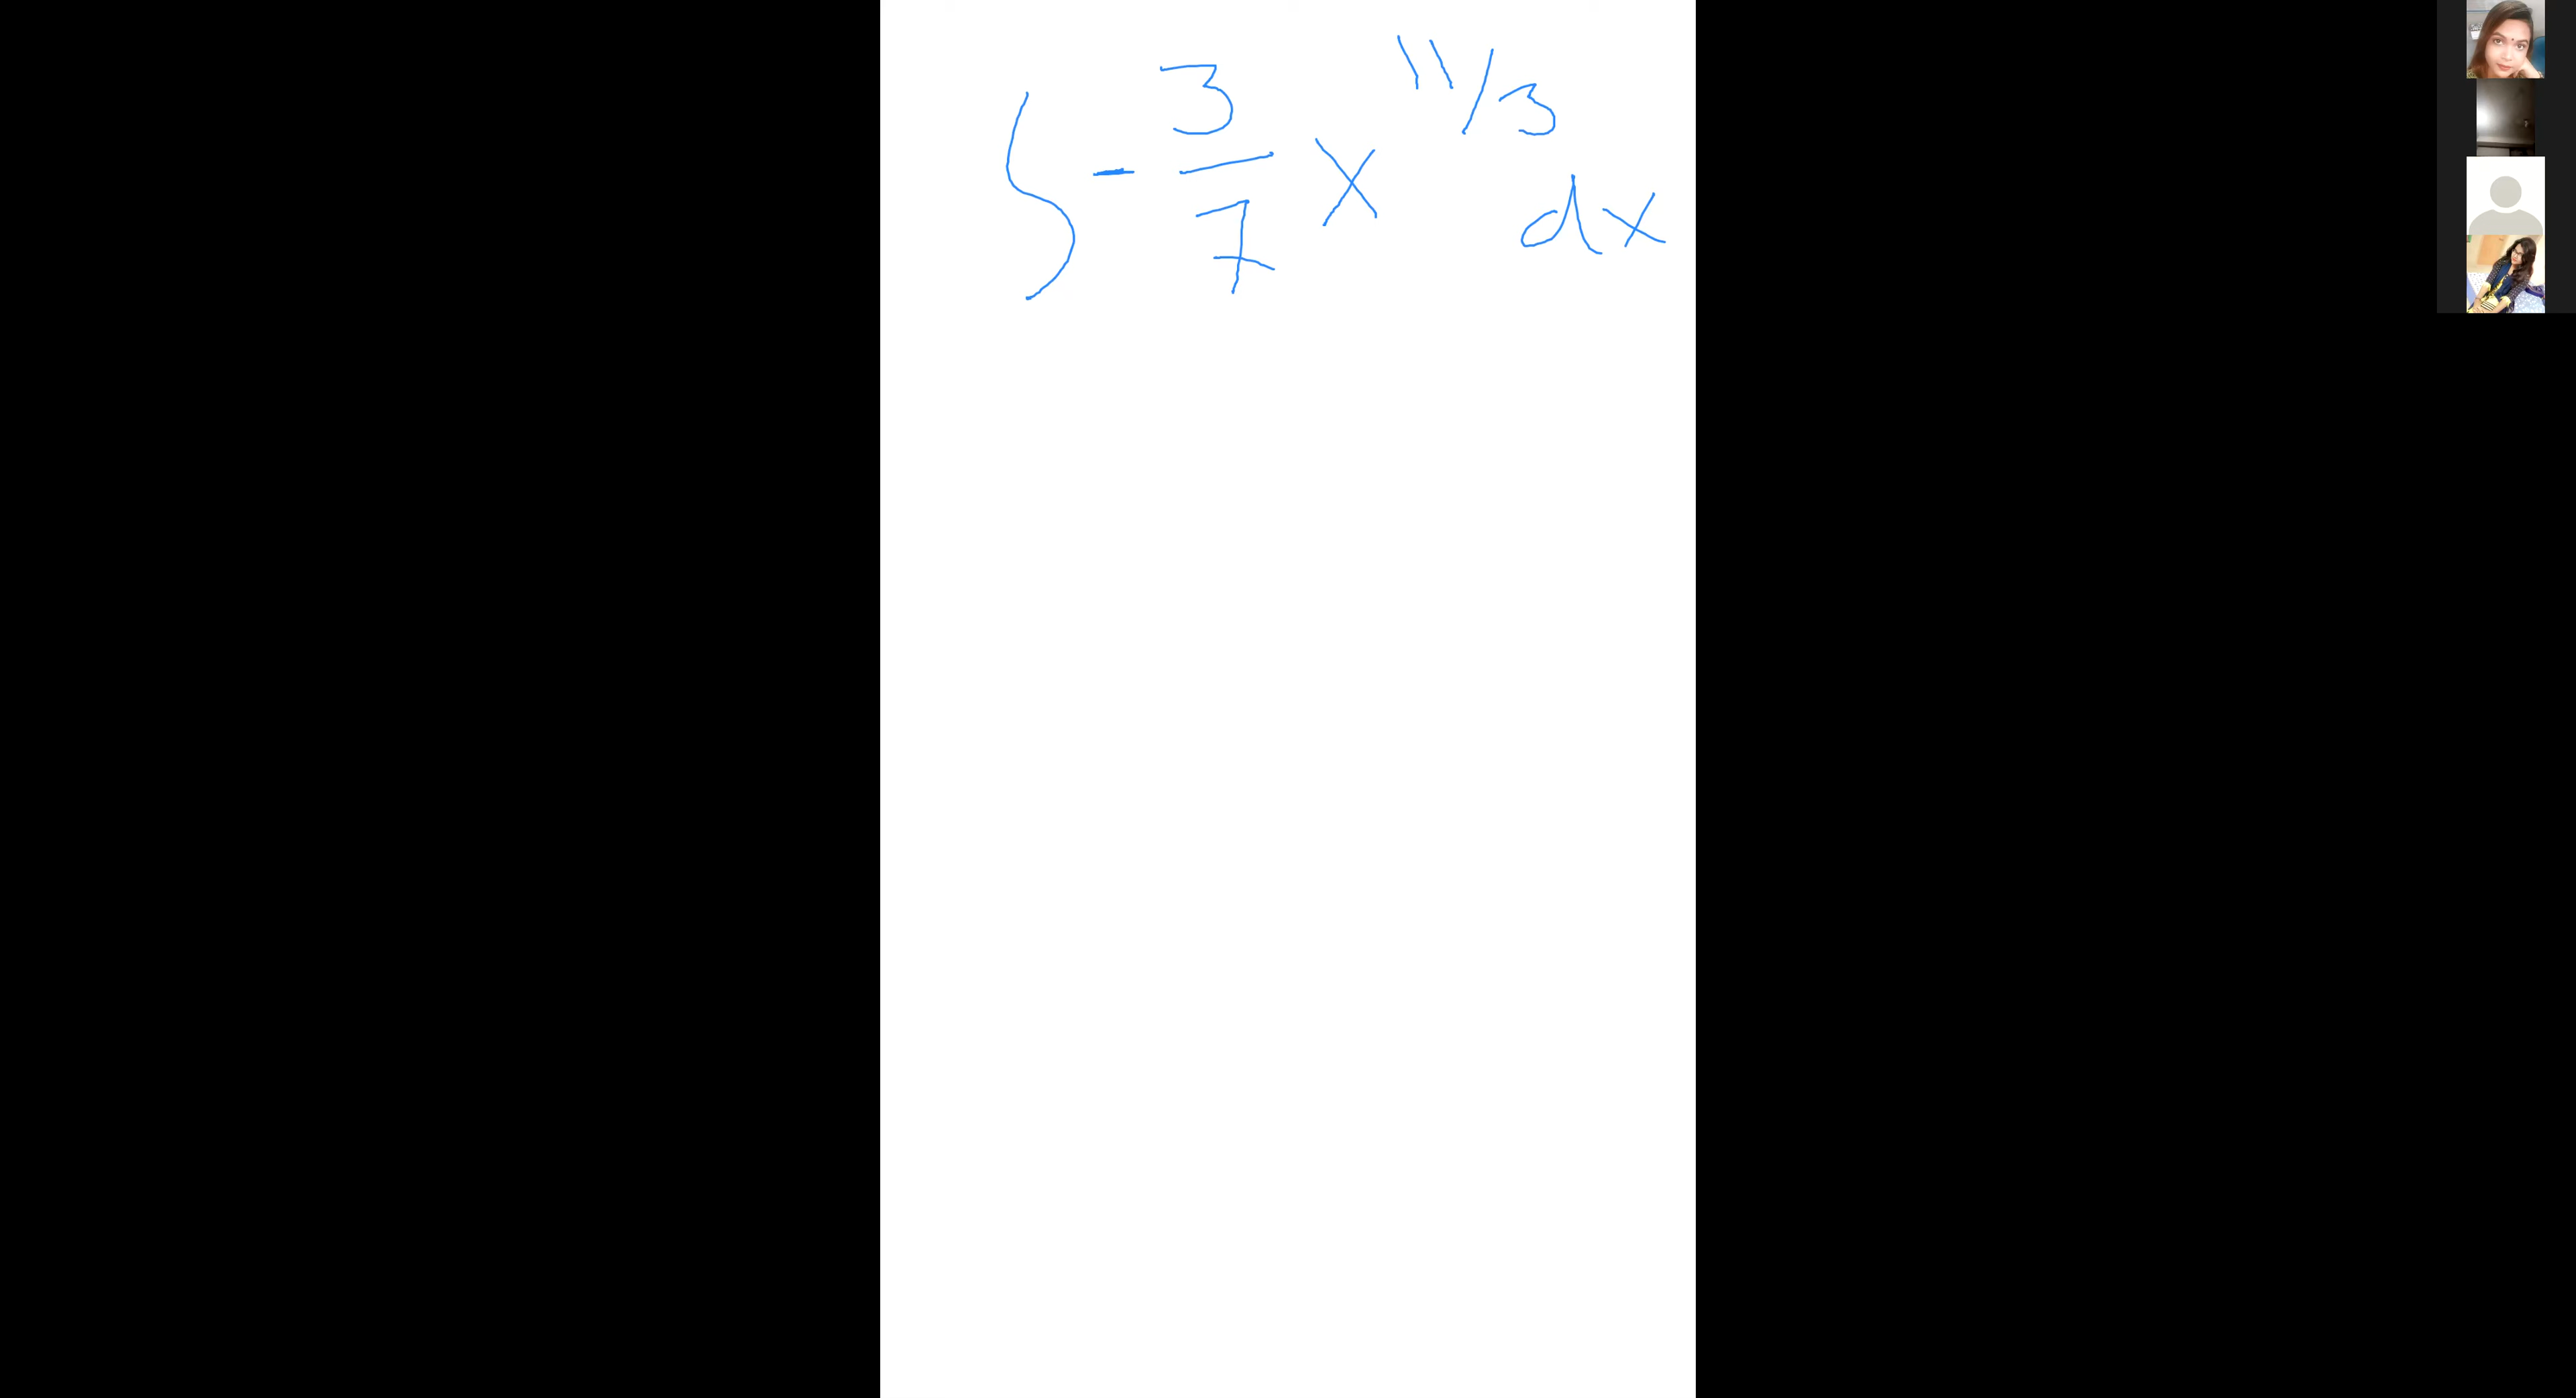 ∫ - 3/7 x^11/3 dx